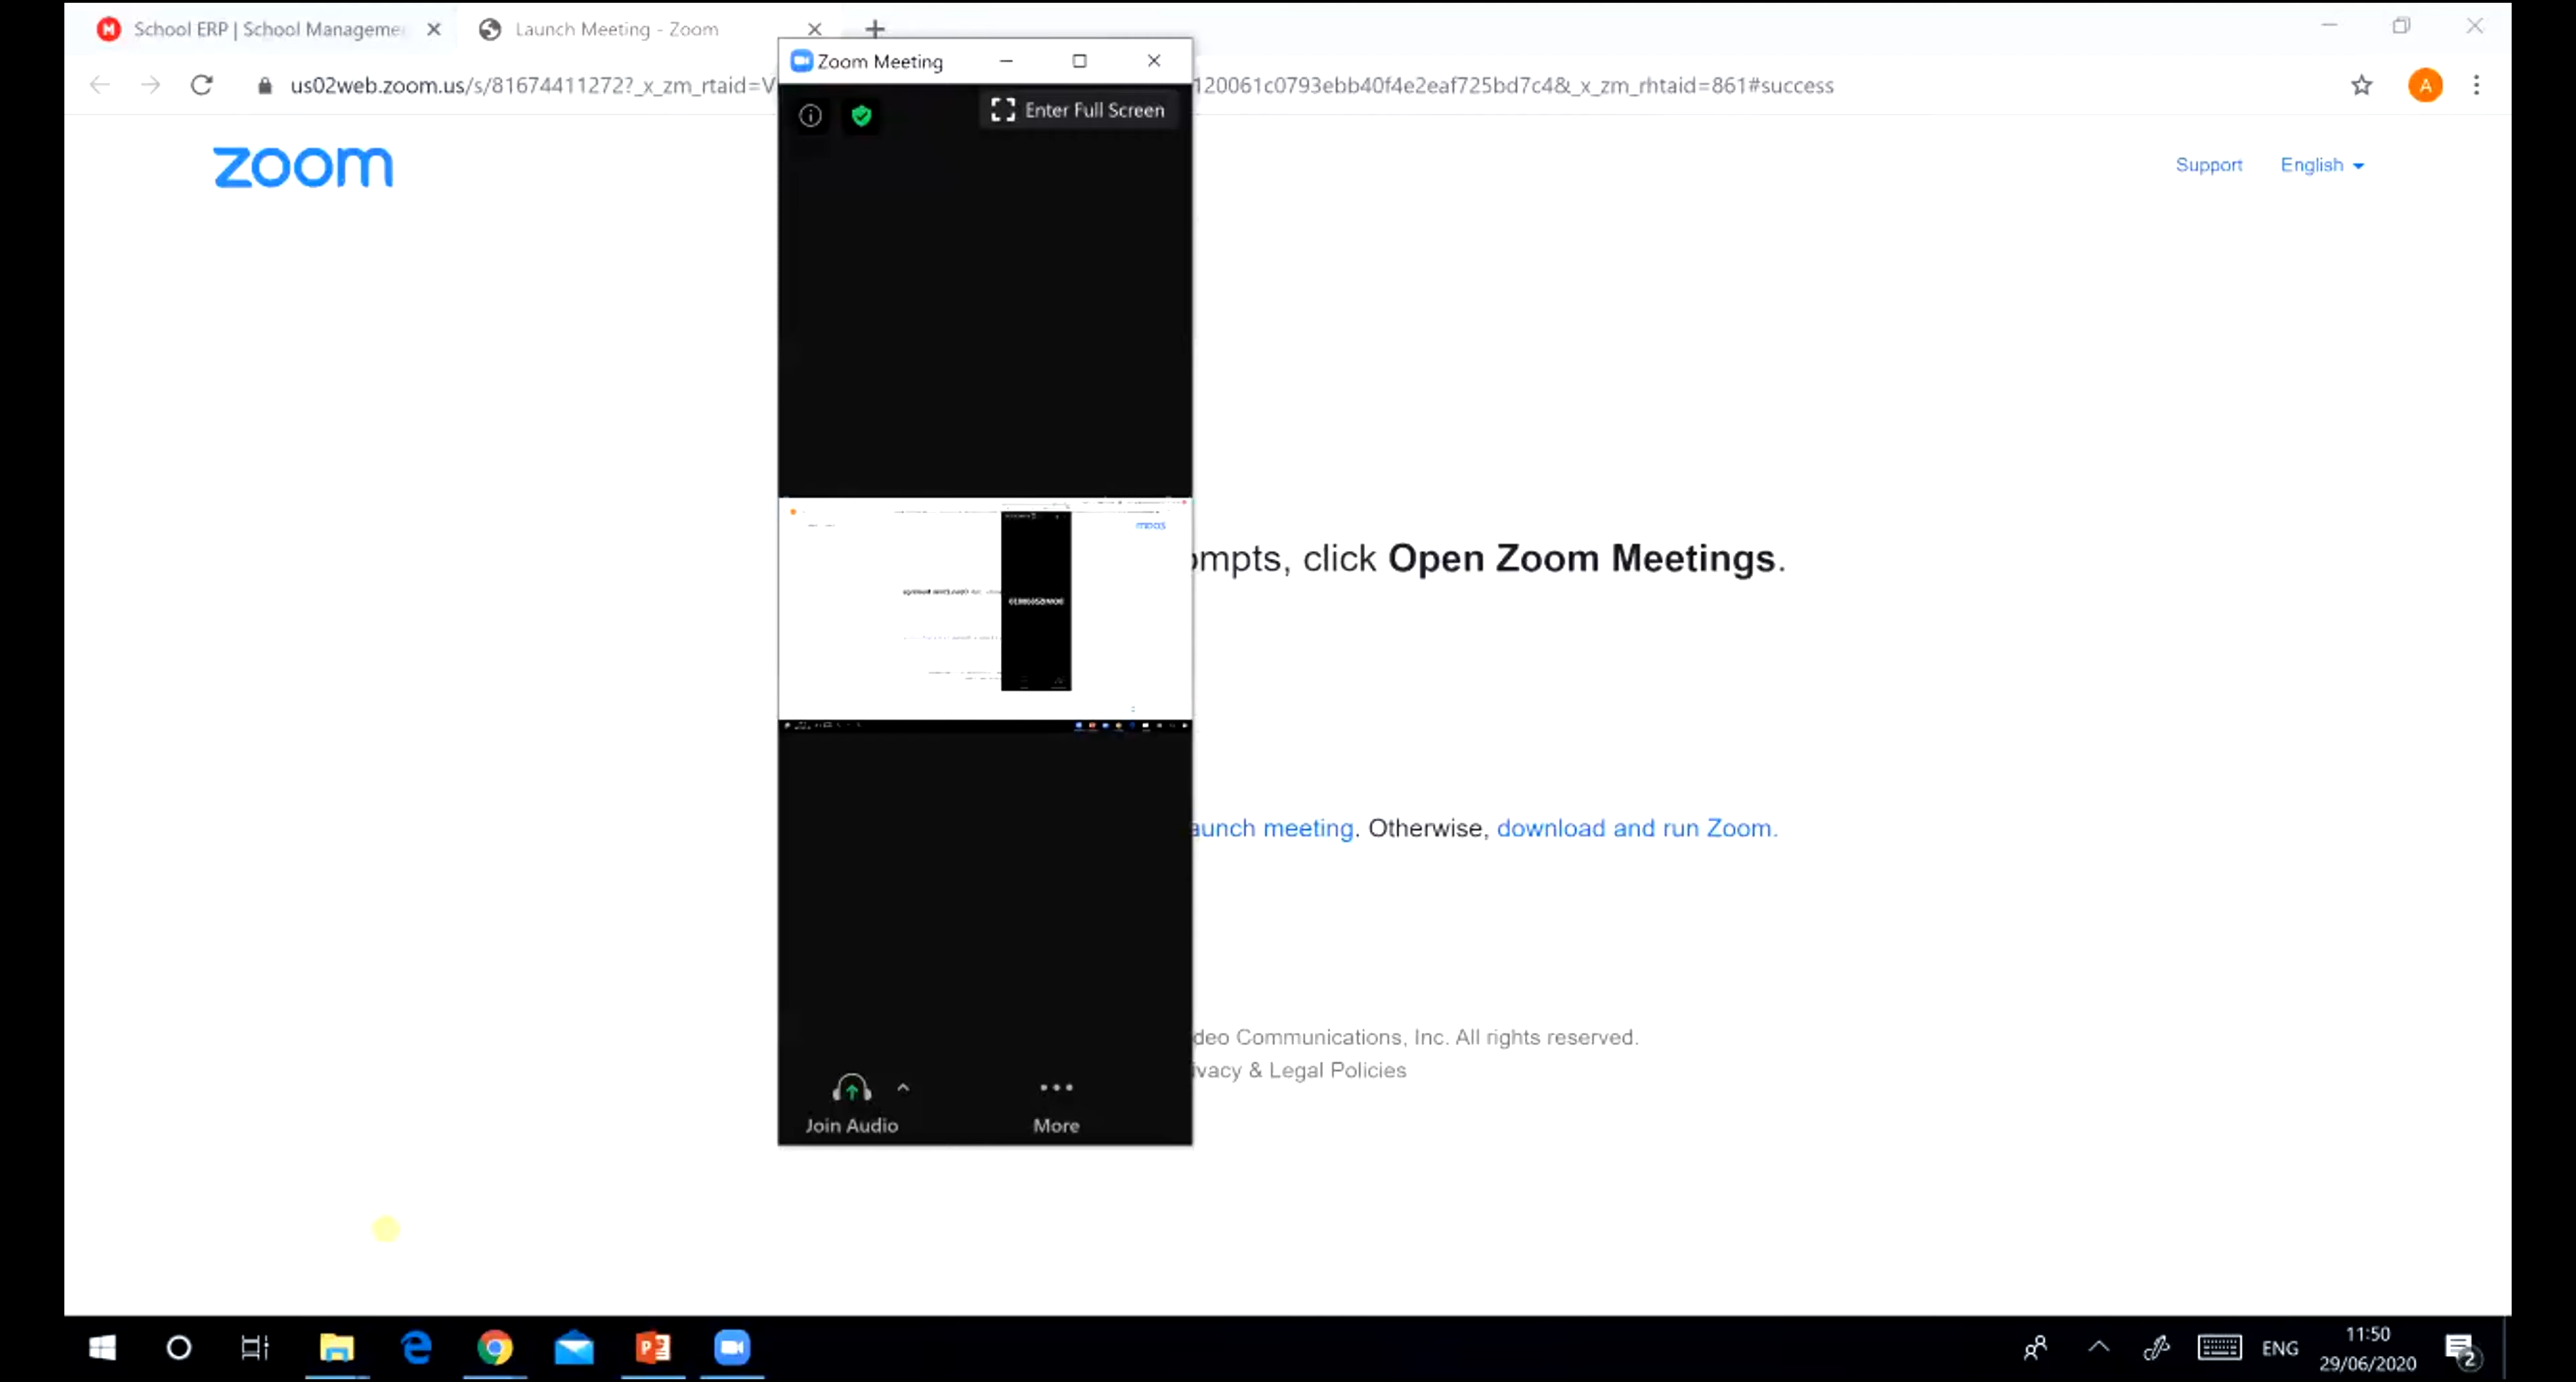 School ERP | School Manageme
Launch Meeting - Zoom
us02web.zoom.us/s/81674411272?_x_zm_rtaid=V
120061c0793ebb40f4e2eaf725bd7c4&_x_zm_rhtaid=861#success
A
Zoom Meeting
Enter Full Screen
zoom
Support
English
ompts, click Open Zoom Meetings.
aunch meeting. Otherwise, download and run Zoom.
deo Communications, Inc. All rights reserved.
ivacy & Legal Policies
Join Audio
More
ENG
11:50
29/06/2020
2